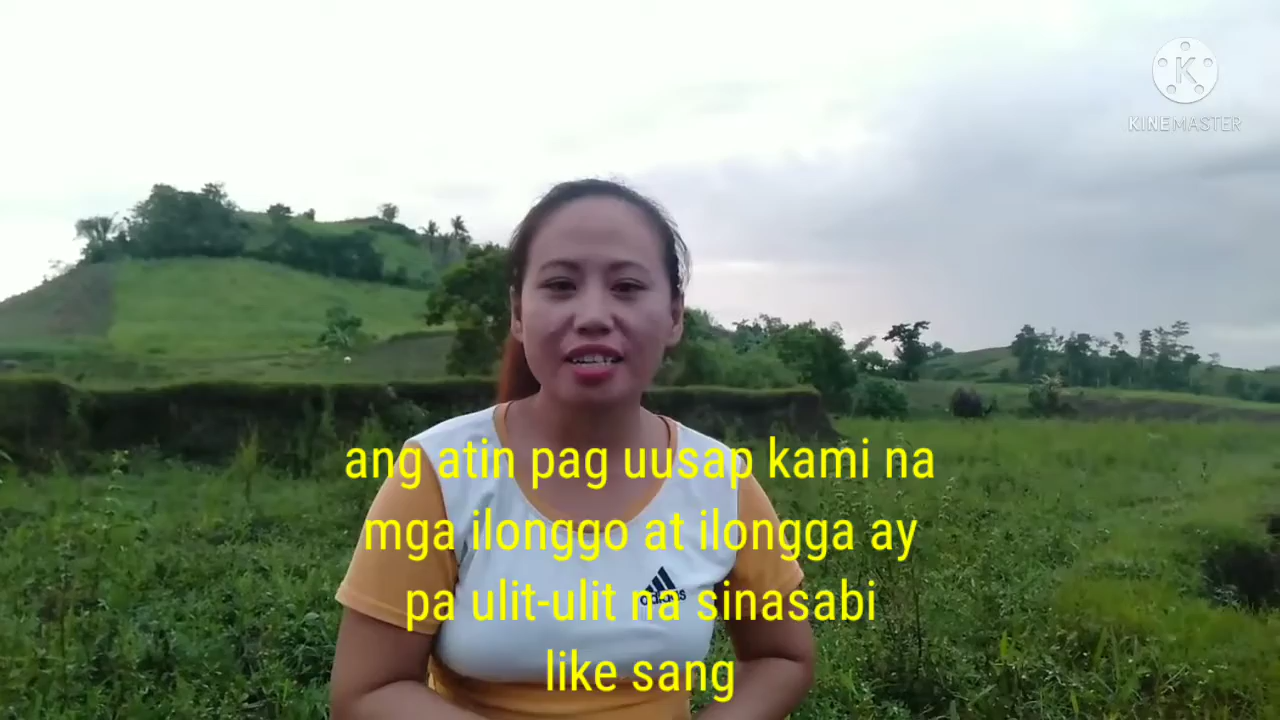 KINEMASTER
ang atin pag uusap kami na
mga ilonggo at ilongga ay
adidas
pa ulit-ulit na sinasabi
like sang